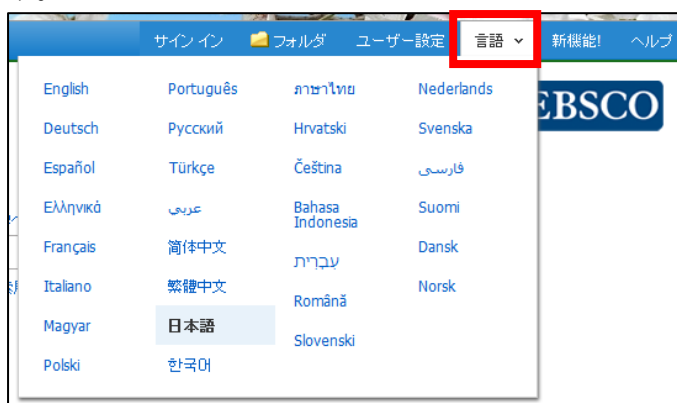 サイン イン フォルダ ユーザー設定 言語 新機能! ヘルプ
EBSCO
English Português ภาษาไทย Nederlands
Deutsch Русский Hrvatski Svenska
Español Türkçe Čeština فارسی
Ελληνικά عربي Bahasa Indonesia Suomi
Français 简体中文 עברית Dansk
Italiano 繁體中文 Română Norsk
Magyar 日本語 Slovenski
Polski 한국어